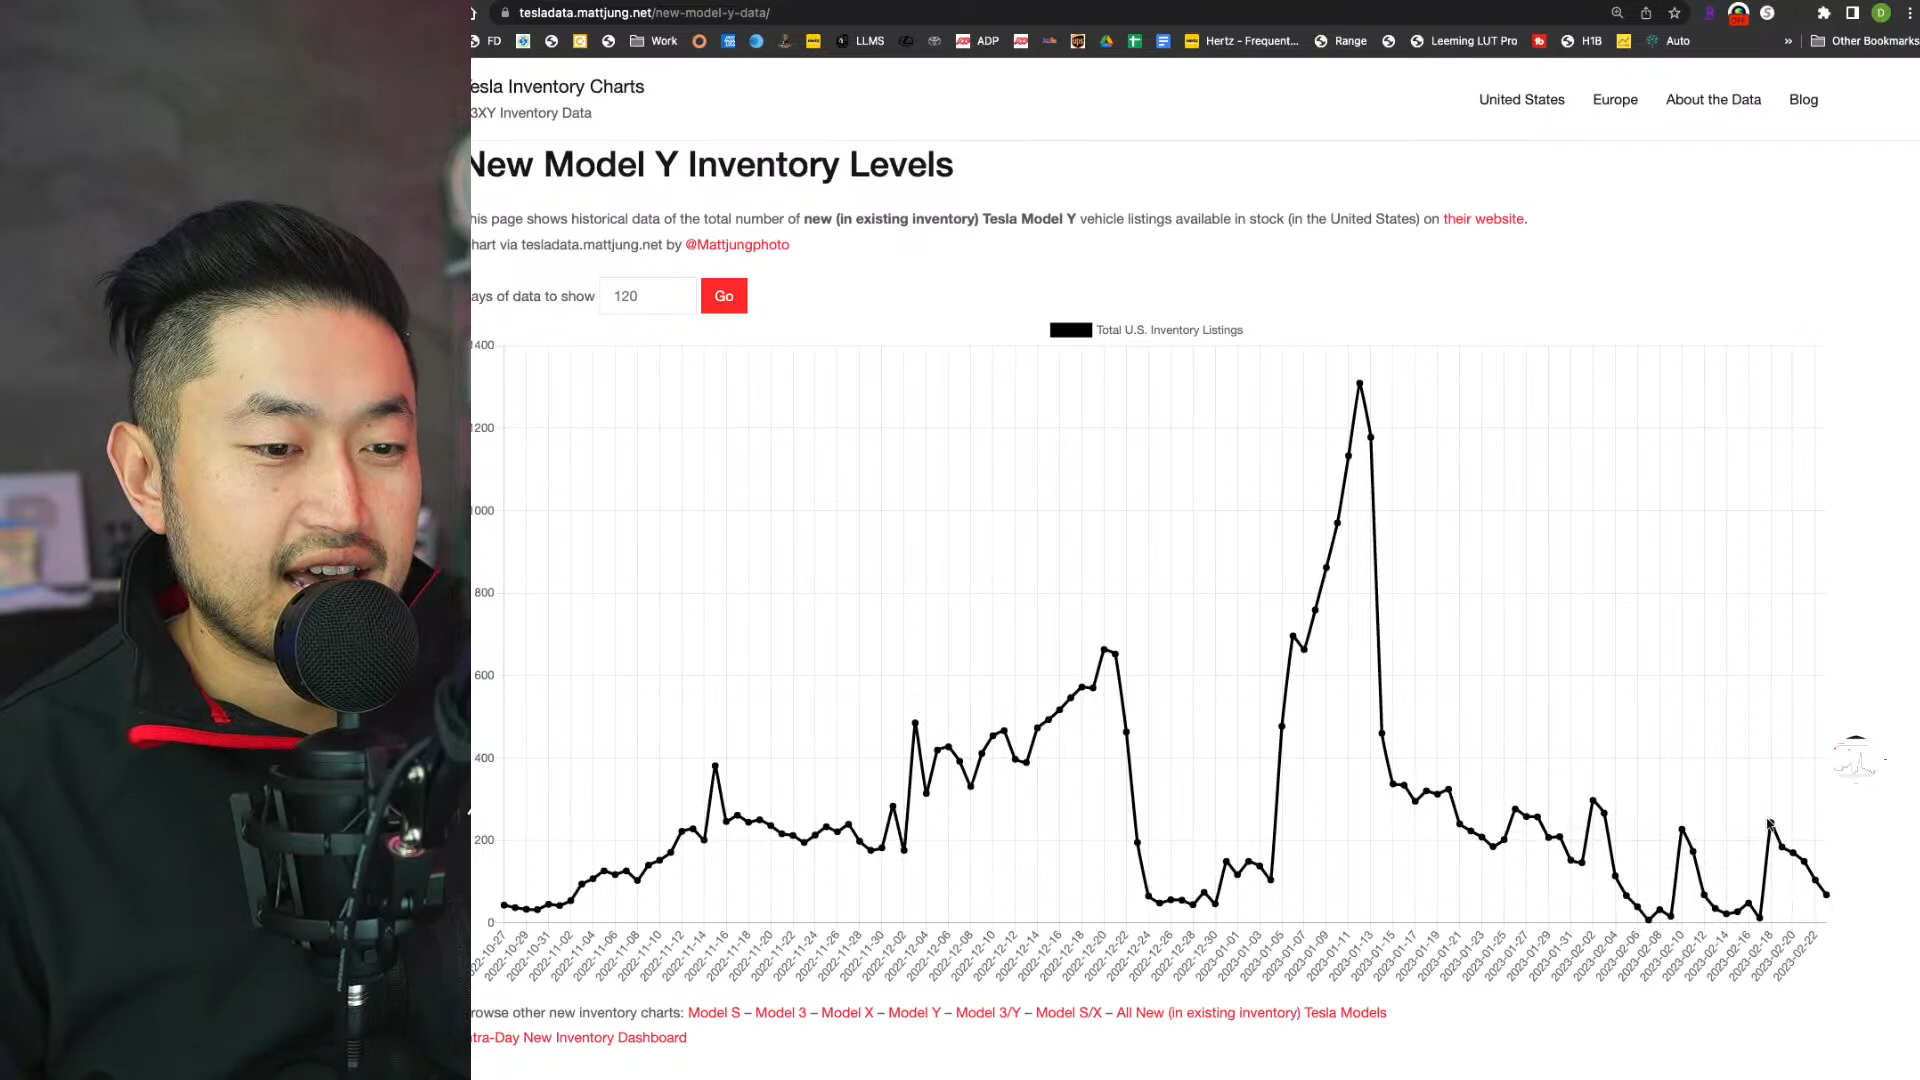 tesladata.mattjung.net/new-model-y-data/
FD Work LLMS ADP Hertz - Frequent... Range Leeming LUT Pro H1B Auto » Other Bookmarks
esla Inventory Charts
3XY Inventory Data
United States Europe About the Data Blog
New Model Y Inventory Levels
his page shows historical data of the total number of new (in existing inventory) Tesla Model Y vehicle listings available in stock (in the United States) on their website.
hart via tesladata.mattjung.net by @Mattjungphoto
ays of data to show 120 Go
Total U.S. Inventory Listings
1400
1200
1000
800
600
400
200
0
2022-10-27 2022-10-29 2022-10-31 2022-11-02 2022-11-04 2022-11-06 2022-11-08 2022-11-10 2022-11-12 2022-11-14 2022-11-16 2022-11-18 2022-11-20 2022-11-22 2022-11-24 2022-11-26 2022-11-28 2022-11-30 2022-12-02 2022-12-04 2022-12-06 2022-12-08 2022-12-10 2022-12-12 2022-12-14 2022-12-16 2022-12-18 2022-12-20 2022-12-22 2022-12-24 2022-12-26 2022-12-28 2022-12-30 2023-01-01 2023-01-03 2023-01-05 2023-01-07 2023-01-09 2023-01-11 2023-01-13 2023-01-15 2023-01-17 2023-01-19 2023-01-21 2023-01-23 2023-01-25 2023-01-27 2023-01-29 2023-01-31 2023-02-02 2023-02-04 2023-02-06 2023-02-08 2023-02-10 2023-02-12 2023-02-14 2023-02-16 2023-02-18 2023-02-20 2023-02-22
rowse other new inventory charts: Model S – Model 3 – Model X – Model Y – Model 3/Y – Model S/X – All New (in existing inventory) Tesla Models
tra-Day New Inventory Dashboard